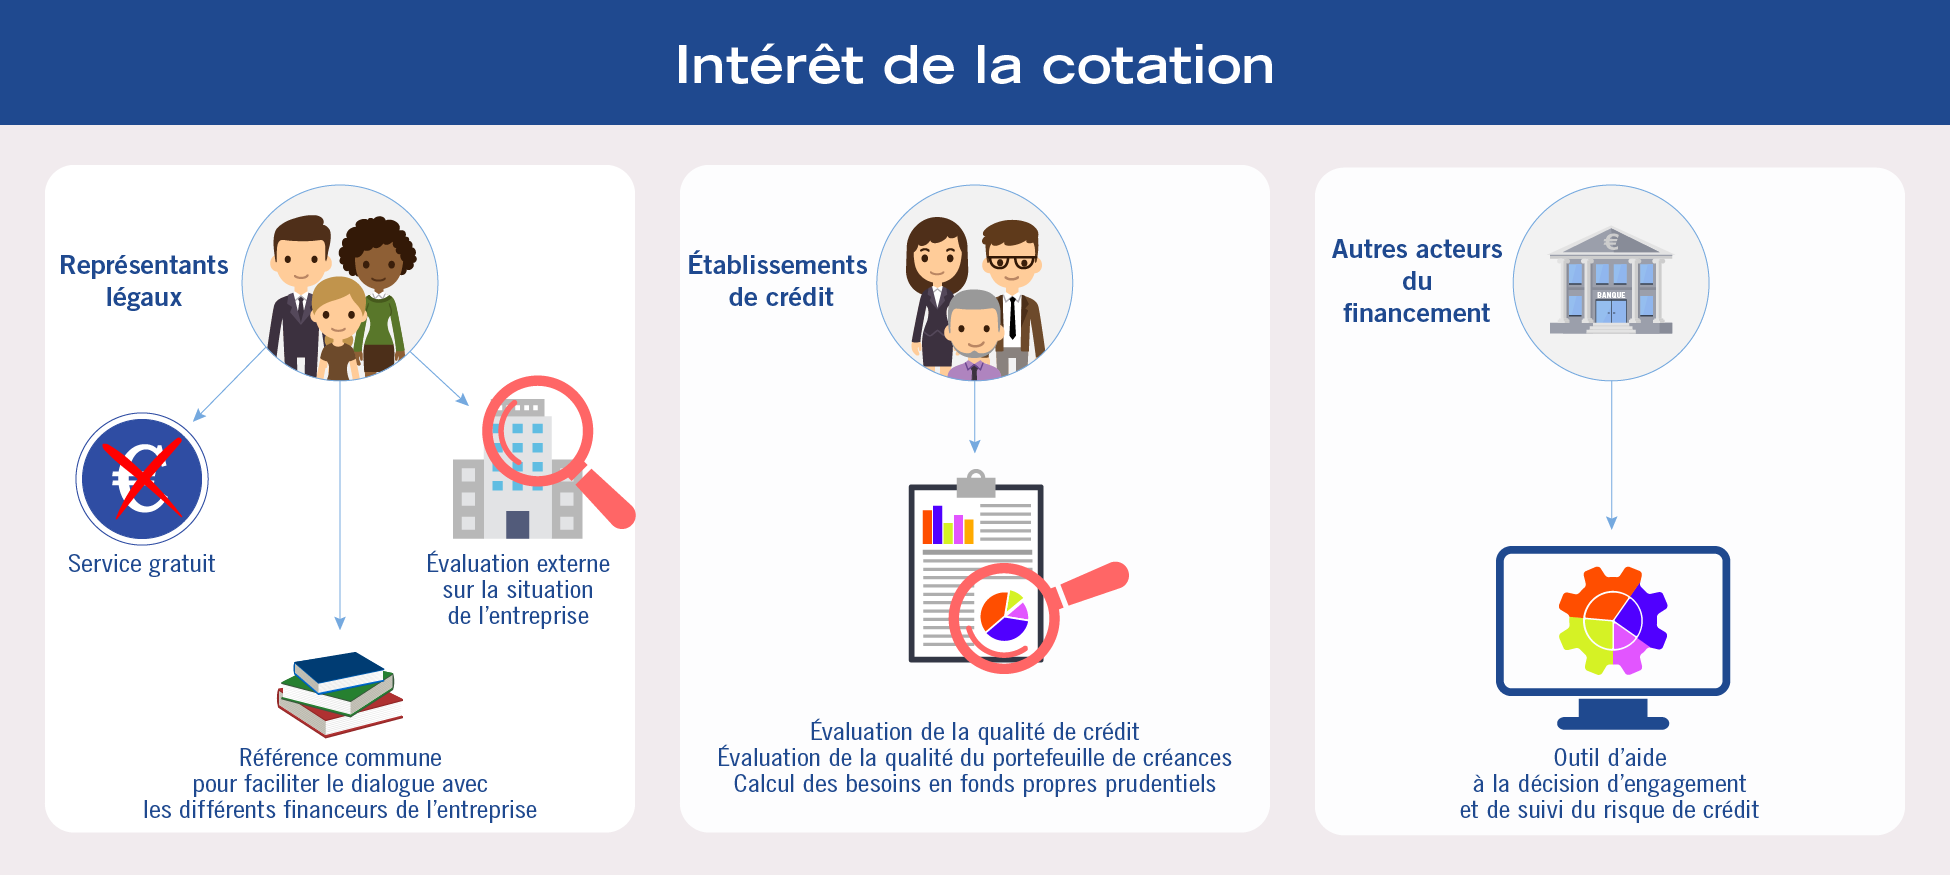 Intérêt de la cotation
Représentants
légaux
€
Service gratuit
Évaluation externe
sur la situation
de l’entreprise
Référence commune
pour faciliter le dialogue avec
les différents financeurs de l’entreprise
Établissements
de crédit
Évaluation de la qualité de crédit
Évaluation de la qualité du portefeuille de créances
Calcul des besoins en fonds propres prudentiels
Autres acteurs
du
financement
€
BANQUE
Outil d’aide
à la décision d’engagement
et de suivi du risque de crédit